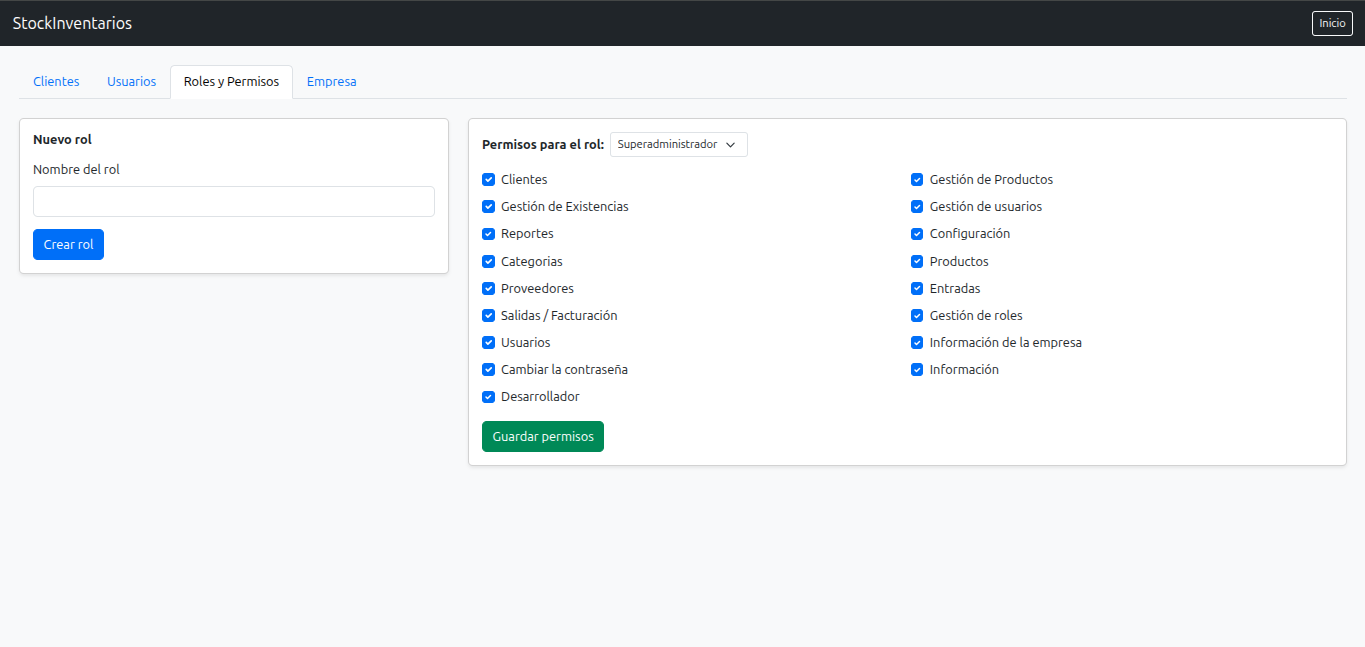 StockInventarios
Inicio
Clientes
Usuarios
Roles y Permisos
Empresa
Nuevo rol
Nombre del rol
Crear rol
Permisos para el rol:
Superadministrador
Clientes
Gestión de Productos
Gestión de Existencias
Gestión de usuarios
Reportes
Configuración
Categorias
Productos
Proveedores
Entradas
Salidas / Facturación
Gestión de roles
Usuarios
Información de la empresa
Cambiar la contraseña
Información
Desarrollador
Guardar permisos